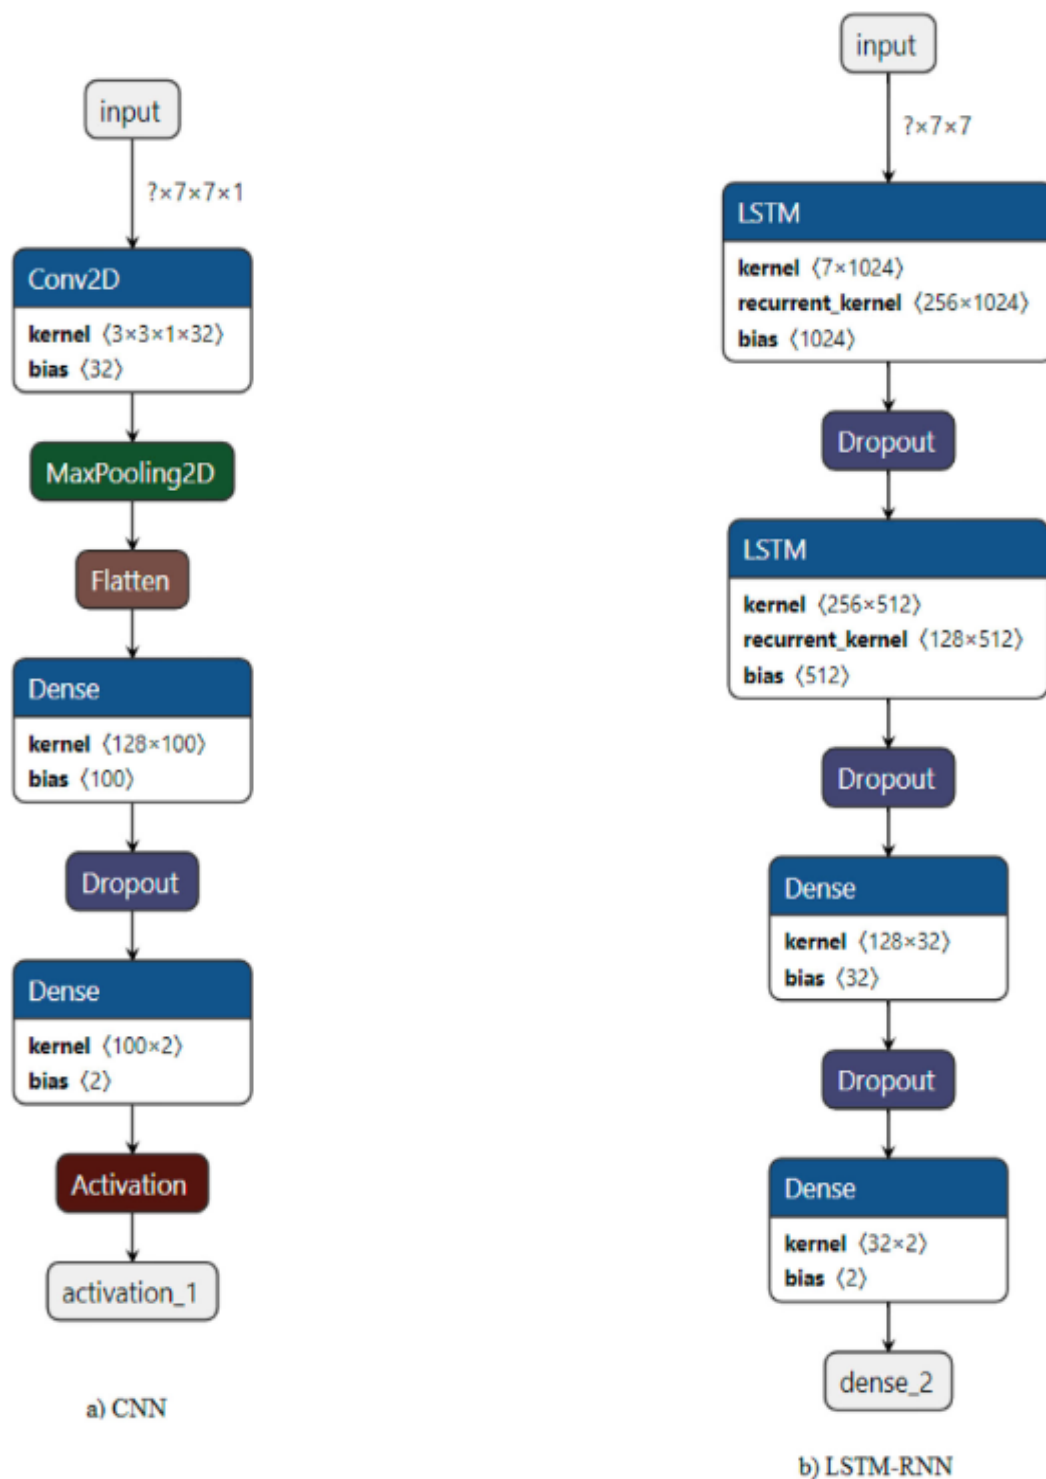 input
?×7×7×1
Conv2D
kernel ⟨3×3×1×32⟩
bias ⟨32⟩
MaxPooling2D
Flatten
Dense
kernel ⟨128×100⟩
bias ⟨100⟩
Dropout
Dense
kernel ⟨100×2⟩
bias ⟨2⟩
Activation
activation_1
a) CNN
input
?×7×7
LSTM
kernel ⟨7×1024⟩
recurrent_kernel ⟨256×1024⟩
bias ⟨1024⟩
Dropout
LSTM
kernel ⟨256×512⟩
recurrent_kernel ⟨128×512⟩
bias ⟨512⟩
Dropout
Dense
kernel ⟨128×32⟩
bias ⟨32⟩
Dropout
Dense
kernel ⟨32×2⟩
bias ⟨2⟩
dense_2
b) LSTM-RNN